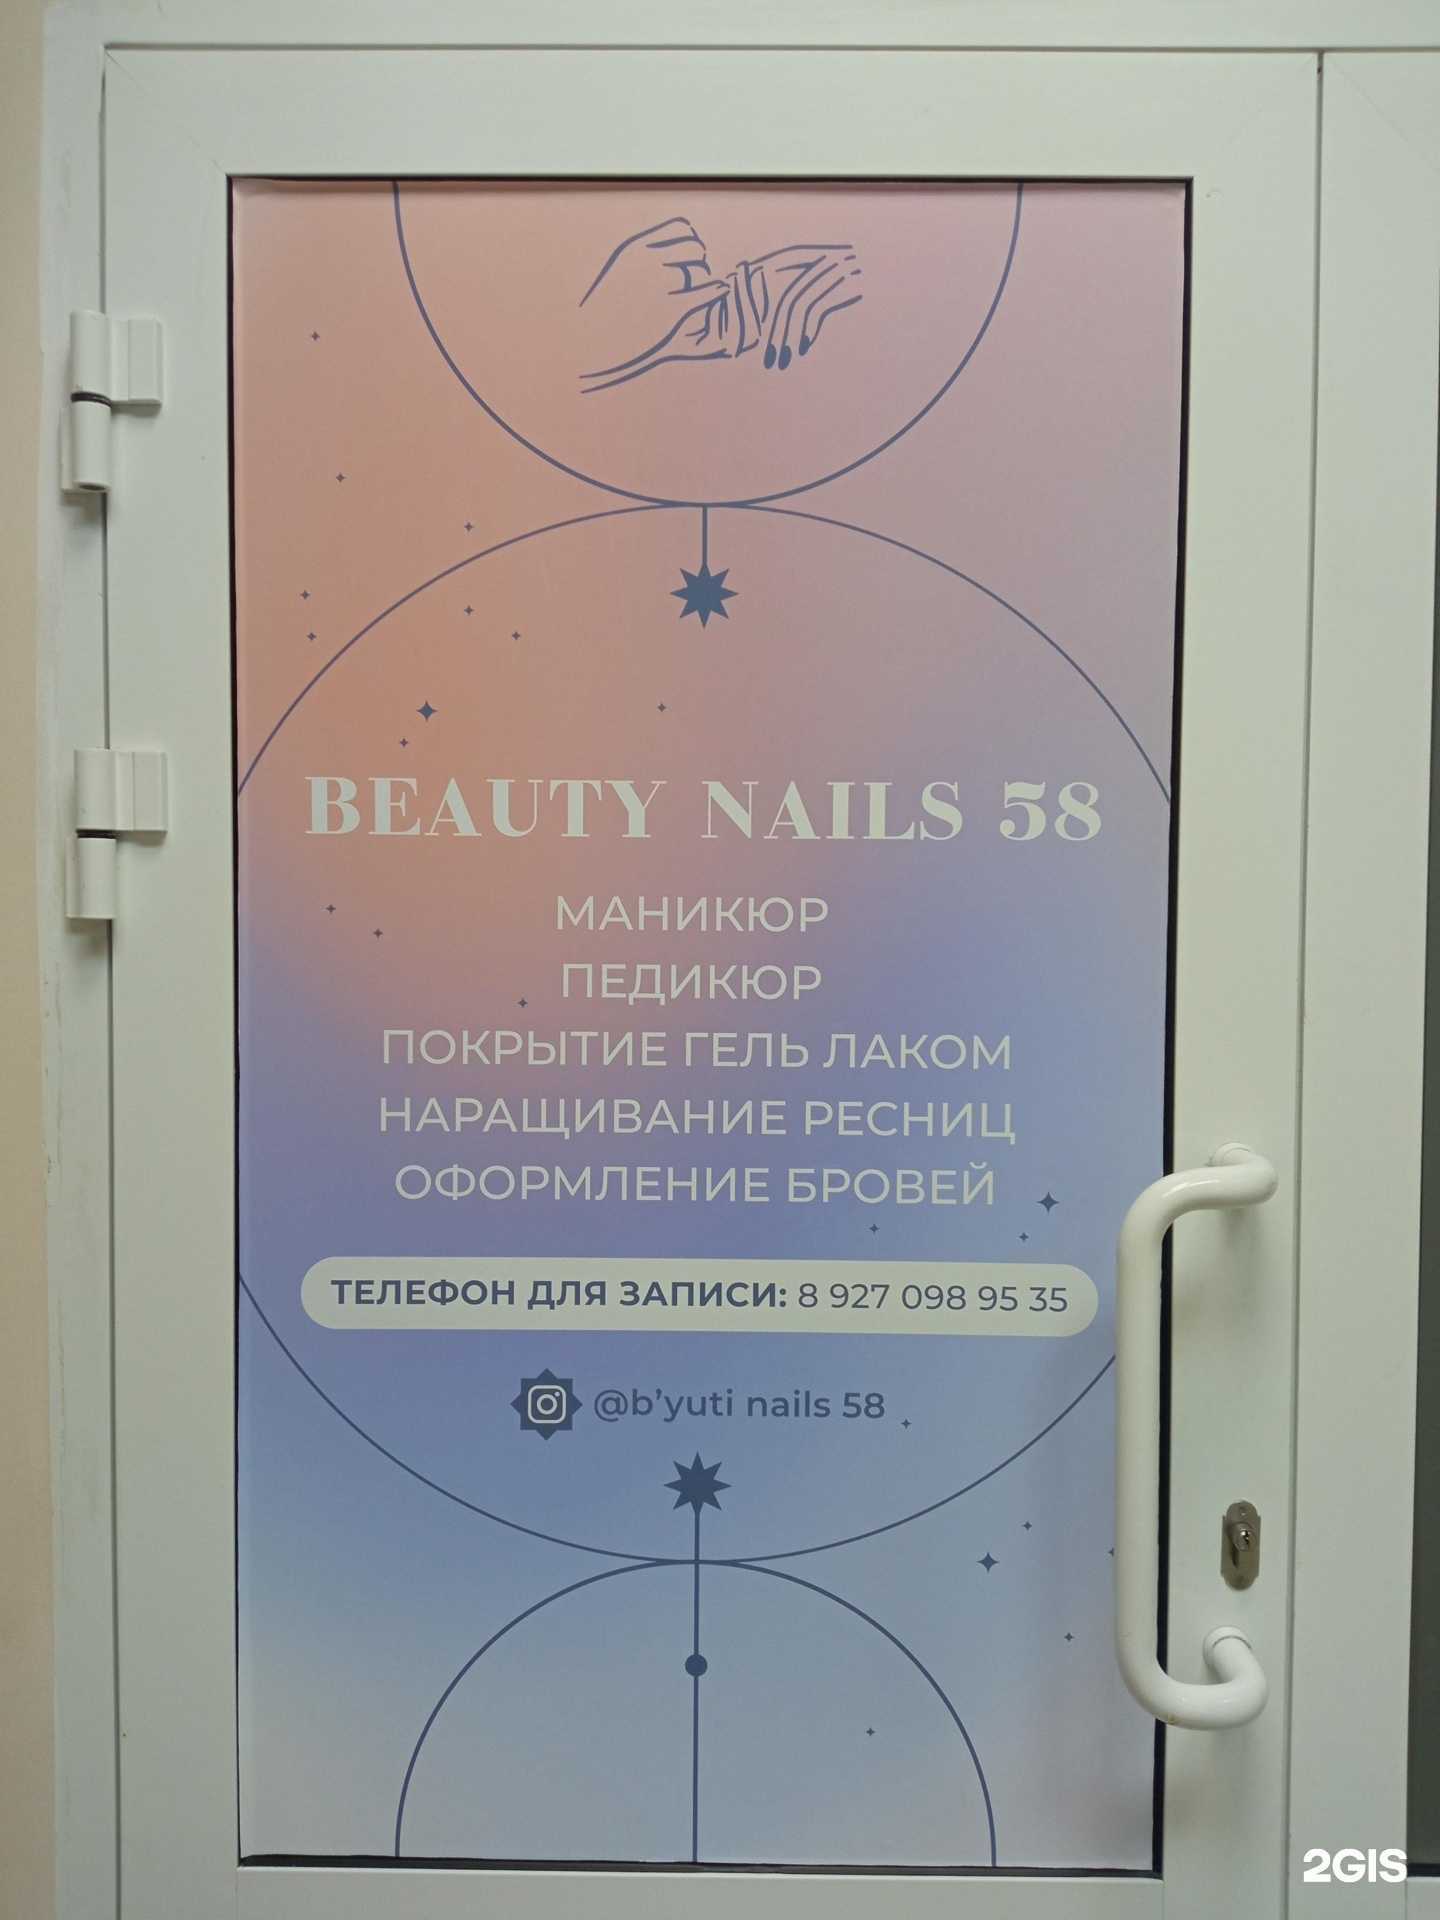 BEAUTY NAILS 58
МАНИКЮР
ПЕДИКЮР
ПОКРЫТИЕ ГЕЛЬ ЛАКОМ
НАРАЩИВАНИЕ РЕСНИЦ
ОФОРМЛЕНИЕ БРОВЕЙ
ТЕЛЕФОН ДЛЯ ЗАПИСИ: 8 927 098 95 35
@b'yuti nails 58
2GIS